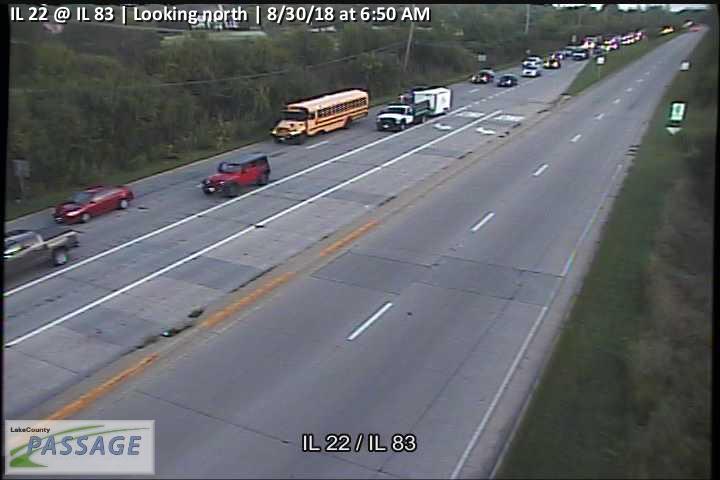 IL 22 @ IL 83 | Looking north | 8/30/18 at 6:50 AM
IL 22 / IL 83
LakeCounty
PASSAGE